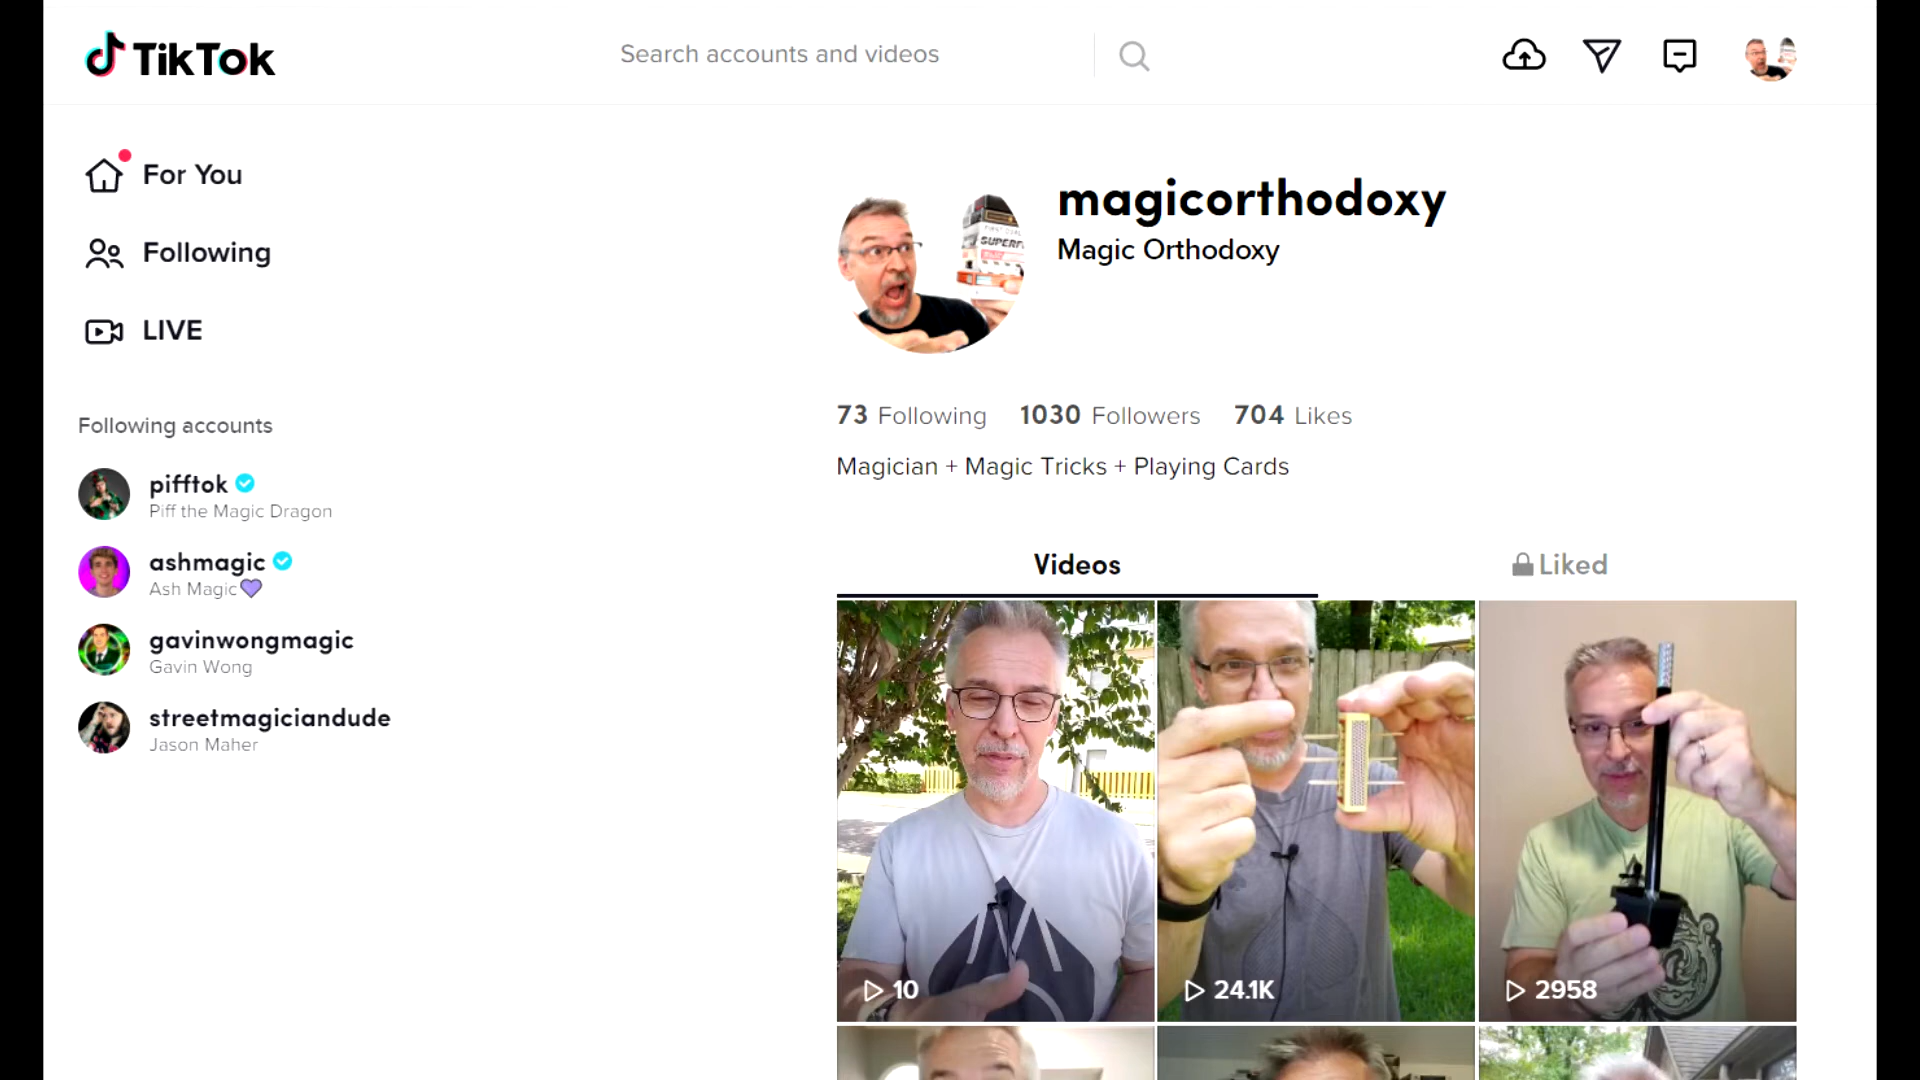 TikTok
Search accounts and videos
For You
Following
LIVE
Following accounts
pifftok
Piff the Magic Dragon
ashmagic
Ash Magic💜
gavinwongmagic
Gavin Wong
streetmagiciandude
Jason Maher
magicorthodoxy
Magic Orthodoxy
73 Following 1030 Followers 704 Likes
Magician + Magic Tricks + Playing Cards
Videos
Liked
10
24.1K
2958